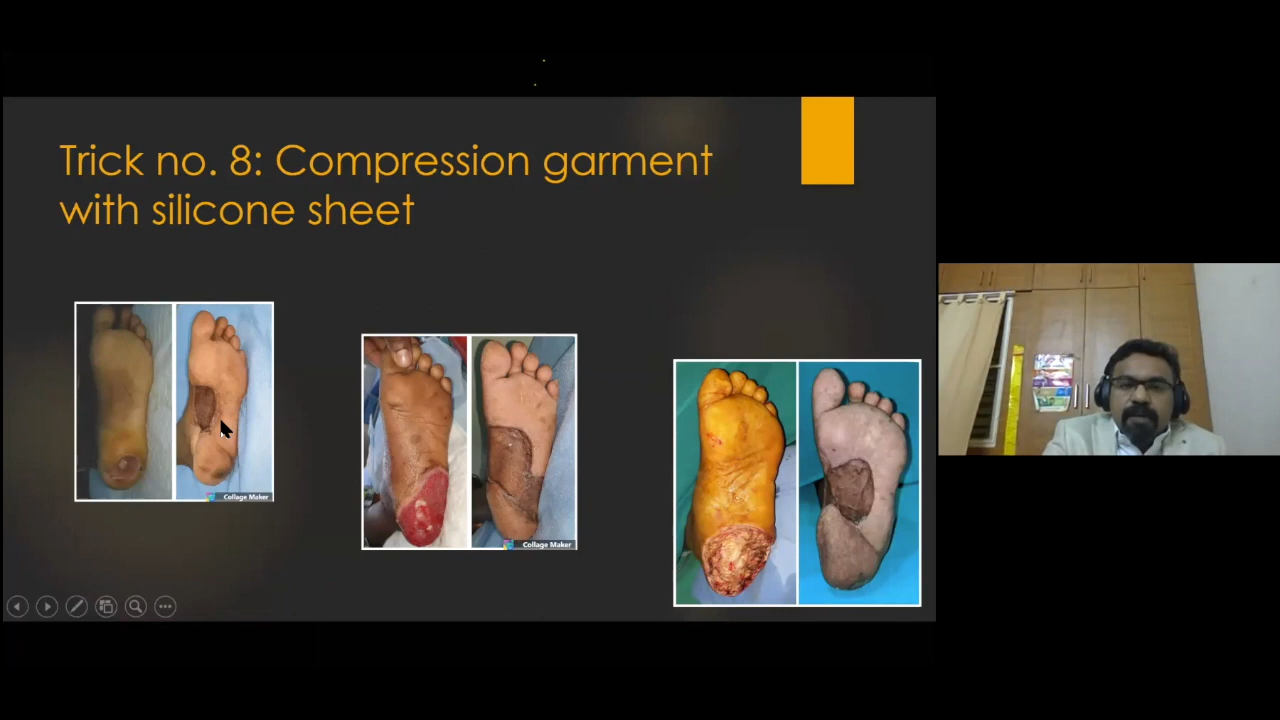 Trick no. 8: Compression garment
with silicone sheet
Collage Maker
Collage Maker